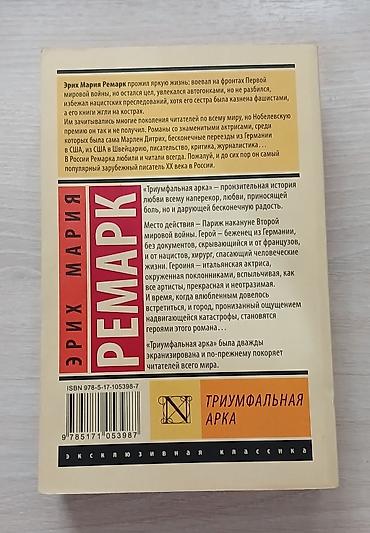 Эрих Мария Ремарк прожил яркую жизнь: воевал на фронтах Первой
мировой войны, но остался цел, увлекался автогонками, но не разбился,
избежал нацистских преследований, хотя его сестра была казнена фашистами,
а его книги жгли на кострах.
Им зачитывались многие поколения читателей по всему миру, но Нобелевскую
премию он так и не получил. Романы со знаменитыми актрисами, среди
которых была сама Марлен Дитрих, бесконечные переезды из Германии
в США, из США в Швейцарию, писательство, критика, журналистика…
В России Ремарка любили и читали всегда. Пожалуй, и до сих пор он самый
популярный зарубежный писатель XX века в России.
ЭРИХ МАРИЯ
РЕМАРК
"Триумфальная арка" – пронзительная история
любви всему наперекор, любви, приносящей
боль, но и дарующей бесконечную радость.
Место действия – Париж накануне Второй
мировой войны. Герой – беженец из Германии,
без документов, скрывающийся и от французов,
и от нацистов, хирург, спасающий человеческие
жизни. Героиня – итальянская актриса,
окруженная поклонниками, вспыльчивая, как
все артисты, прекрасная и неотразимая.
И время, когда влюбленным довелось
встретиться, и город, пронизанный ощущением
надвигающейся катастрофы, становятся
героями этого романа…
"Триумфальная арка" была дважды
экранизирована и по-прежнему покоряет
читателей всего мира.
ISBN 978-5-17-105398-7
9 785171 053987
N
ТРИУМФАЛЬНАЯ
АРКА
эксклюзивная классика